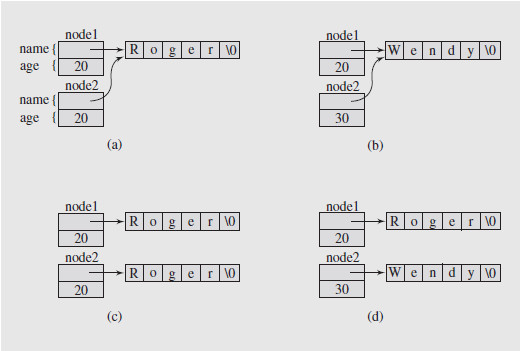 node1
name { R o g e r \0
age { 20
node2
name {
age { 20
(a)
node1
W e n d y \0
20
node2
30
(b)
node1
R o g e r \0
20
node2
R o g e r \0
20
(c)
node1
R o g e r \0
20
node2
W e n d y \0
30
(d)